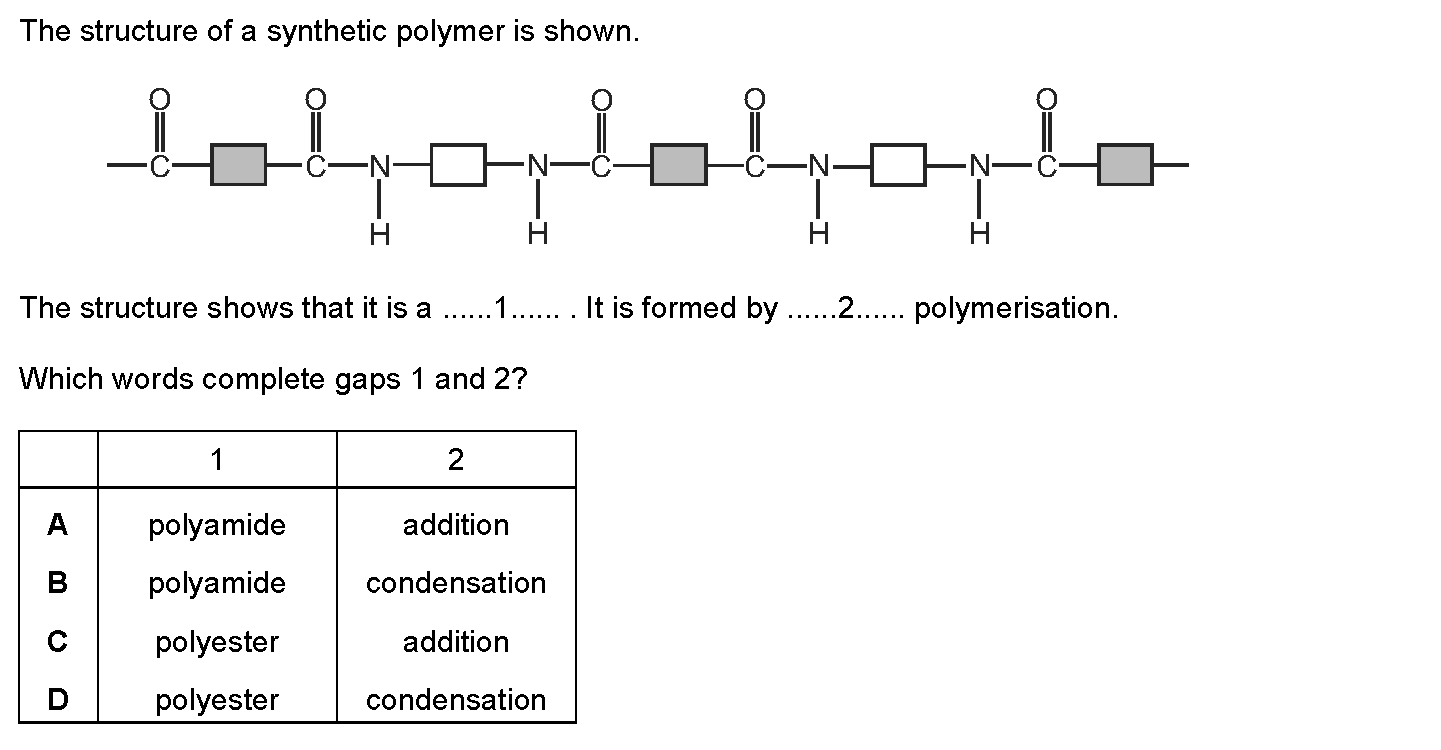 The structure of a synthetic polymer is shown.
O O O O O
C C N N C C N N C
H H H H
The structure shows that it is a ......1...... . It is formed by ......2...... polymerisation.
Which words complete gaps 1 and 2?
1 2
A polyamide addition
B polyamide condensation
C polyester addition
D polyester condensation